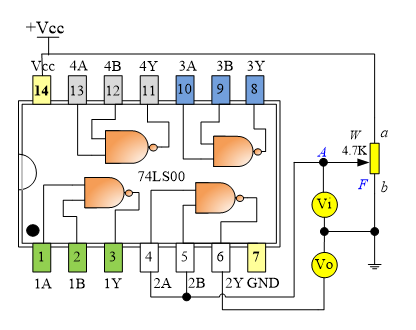 +Vcc
Vcc 4A 4B 4Y 3A 3B 3Y
14 13 12 11 10 9 8
W a
A 4.7K
74LS00
F b
Vi
1 2 3 4 5 6 7
Vo
1A 1B 1Y 2A 2B 2Y GND